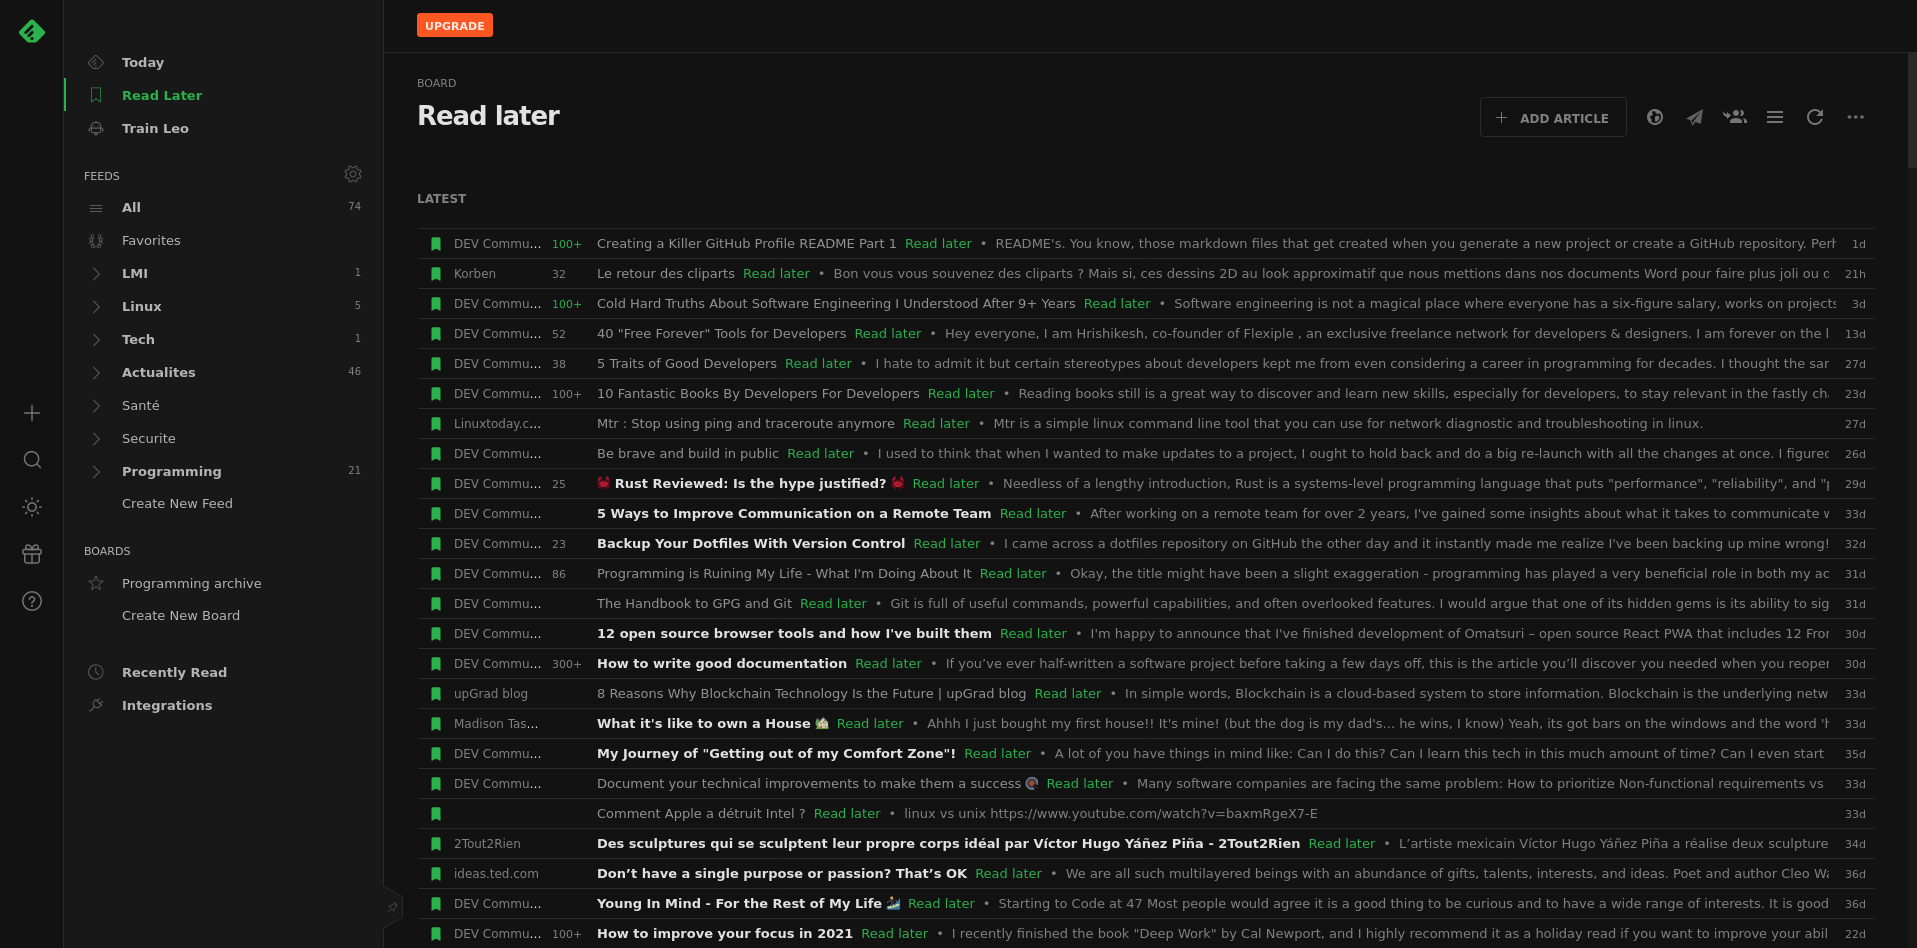 UPGRADE
Today
Read Later
Train Leo
FEEDS
All 74
Favorites
LMI 1
Linux 5
Tech 1
Actualites 46
Santé
Securite
Programming 21
Create New Feed
BOARDS
Programming archive
Create New Board
Recently Read
Integrations
BOARD
Read later
ADD ARTICLE
LATEST
DEV Commu... 100+ Creating a Killer GitHub Profile README Part 1 Read later • README's. You know, those markdown files that get created when you generate a new project or create a GitHub repository. Perh 1d
Korben 32 Le retour des cliparts Read later • Bon vous vous souvenez des cliparts ? Mais si, ces dessins 2D au look approximatif que nous mettions dans nos documents Word pour faire plus joli ou d 21h
DEV Commu... 100+ Cold Hard Truths About Software Engineering I Understood After 9+ Years Read later • Software engineering is not a magical place where everyone has a six-figure salary, works on projects 3d
DEV Commu... 52 40 "Free Forever" Tools for Developers Read later • Hey everyone, I am Hrishikesh, co-founder of Flexiple , an exclusive freelance network for developers & designers. I am forever on the l 13d
DEV Commu... 38 5 Traits of Good Developers Read later • I hate to admit it but certain stereotypes about developers kept me from even considering a career in programming for decades. I thought the sar 27d
DEV Commu... 100+ 10 Fantastic Books By Developers For Developers Read later • Reading books still is a great way to discover and learn new skills, especially for developers, to stay relevant in the fastly ch 23d
Linuxtoday.c... Mtr : Stop using ping and traceroute anymore Read later • Mtr is a simple linux command line tool that you can use for network diagnostic and troubleshooting in linux. 27d
DEV Commu... Be brave and build in public Read later • I used to think that when I wanted to make updates to a project, I ought to hold back and do a big re-launch with all the changes at once. I figured 26d
DEV Commu... 25 🦀 Rust Reviewed: Is the hype justified? 🦀 Read later • Needless of a lengthy introduction, Rust is a systems-level programming language that puts "performance", "reliability", and "p 29d
DEV Commu... 5 Ways to Improve Communication on a Remote Team Read later • After working on a remote team for over 2 years, I've gained some insights about what it takes to communicate w 33d
DEV Commu... 23 Backup Your Dotfiles With Version Control Read later • I came across a dotfiles repository on GitHub the other day and it instantly made me realize I've been backing up mine wrong! 32d
DEV Commu... 86 Programming is Ruining My Life - What I'm Doing About It Read later • Okay, the title might have been a slight exaggeration - programming has played a very beneficial role in both my ac 31d
DEV Commu... The Handbook to GPG and Git Read later • Git is full of useful commands, powerful capabilities, and often overlooked features. I would argue that one of its hidden gems is its ability to sig 31d
DEV Commu... 12 open source browser tools and how I've built them Read later • I'm happy to announce that I've finished development of Omatsuri – open source React PWA that includes 12 Fror 30d
DEV Commu... 300+ How to write good documentation Read later • If you’ve ever half-written a software project before taking a few days off, this is the article you’ll discover you needed when you reoper 30d
upGrad blog 8 Reasons Why Blockchain Technology Is the Future | upGrad blog Read later • In simple words, Blockchain is a cloud-based system to store information. Blockchain is the underlying netw 33d
Madison Tas... What it's like to own a House 🏡 Read later • Ahhh I just bought my first house!! It's mine! (but the dog is my dad's... he wins, I know) Yeah, its got bars on the windows and the word 'h 33d
DEV Commu... My Journey of "Getting out of my Comfort Zone"! Read later • A lot of you have things in mind like: Can I do this? Can I learn this tech in this much amount of time? Can I even start 35d
DEV Commu... Document your technical improvements to make them a success Read later • Many software companies are facing the same problem: How to prioritize Non-functional requirements vs 33d
Comment Apple a détruit Intel ? Read later • linux vs unix https://www.youtube.com/watch?v=baxmRgeX7-E 33d
2Tout2Rien Des sculptures qui se sculptent leur propre corps idéal par Víctor Hugo Yáñez Piña - 2Tout2Rien Read later • L’artiste mexicain Víctor Hugo Yáñez Piña a réalise deux sculpture 34d
ideas.ted.com Don’t have a single purpose or passion? That’s OK Read later • We are all such multilayered beings with an abundance of gifts, talents, interests, and ideas. Poet and author Cleo Wa 36d
DEV Commu... Young In Mind - For the Rest of My Life 🏄 Read later • Starting to Code at 47 Most people would agree it is a good thing to be curious and to have a wide range of interests. It is good 36d
DEV Commu... 100+ How to improve your focus in 2021 Read later • I recently finished the book "Deep Work" by Cal Newport, and I highly recommend it as a holiday read if you want to improve your abil 22d